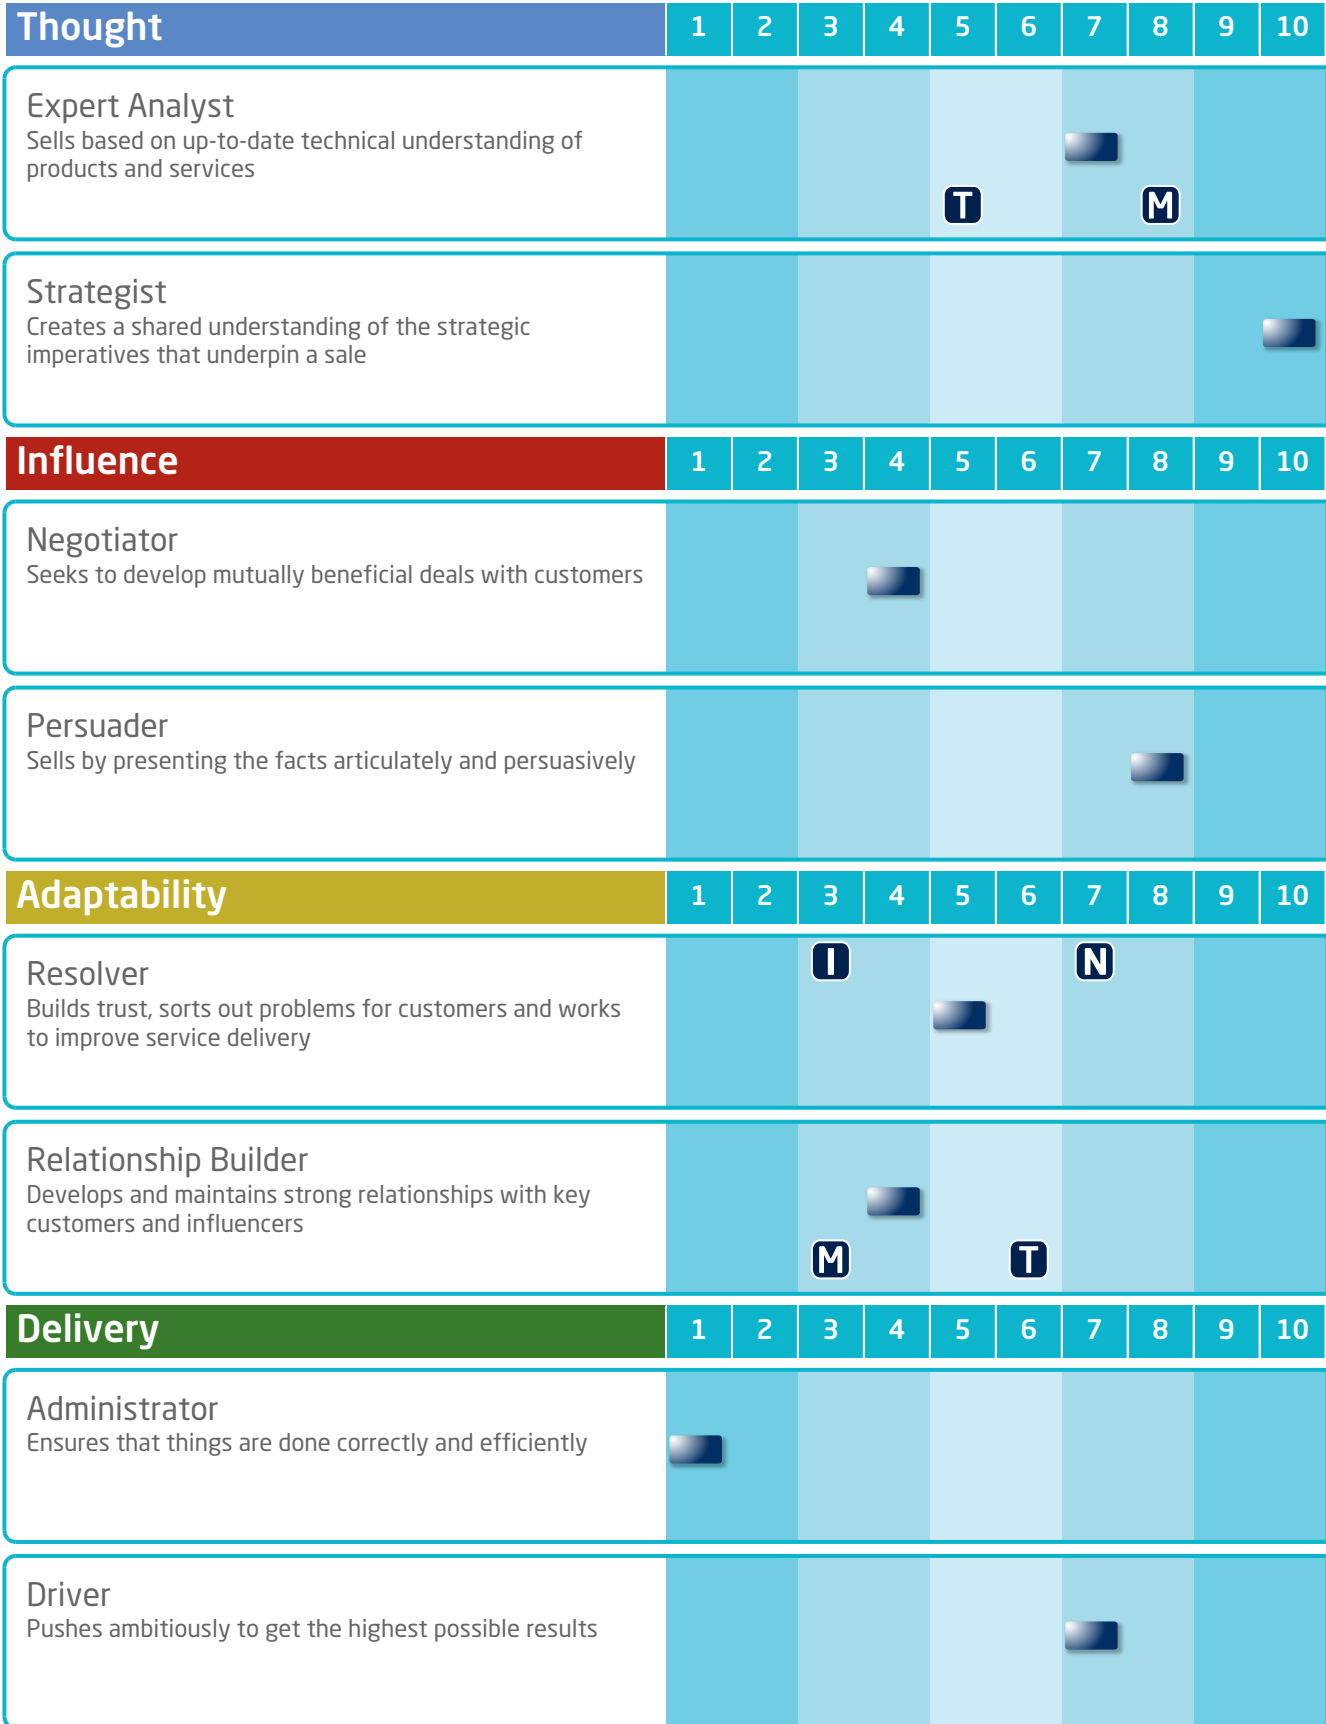 Thought 1 2 3 4 5 6 7 8 9 10
Expert Analyst
Sells based on up-to-date technical understanding of
products and services
T M
Strategist
Creates a shared understanding of the strategic
imperatives that underpin a sale
Influence 1 2 3 4 5 6 7 8 9 10
Negotiator
Seeks to develop mutually beneficial deals with customers
Persuader
Sells by presenting the facts articulately and persuasively
Adaptability 1 2 3 4 5 6 7 8 9 10
I N
Resolver
Builds trust, sorts out problems for customers and works
to improve service delivery
Relationship Builder
Develops and maintains strong relationships with key
customers and influencers
M T
Delivery 1 2 3 4 5 6 7 8 9 10
Administrator
Ensures that things are done correctly and efficiently
Driver
Pushes ambitiously to get the highest possible results